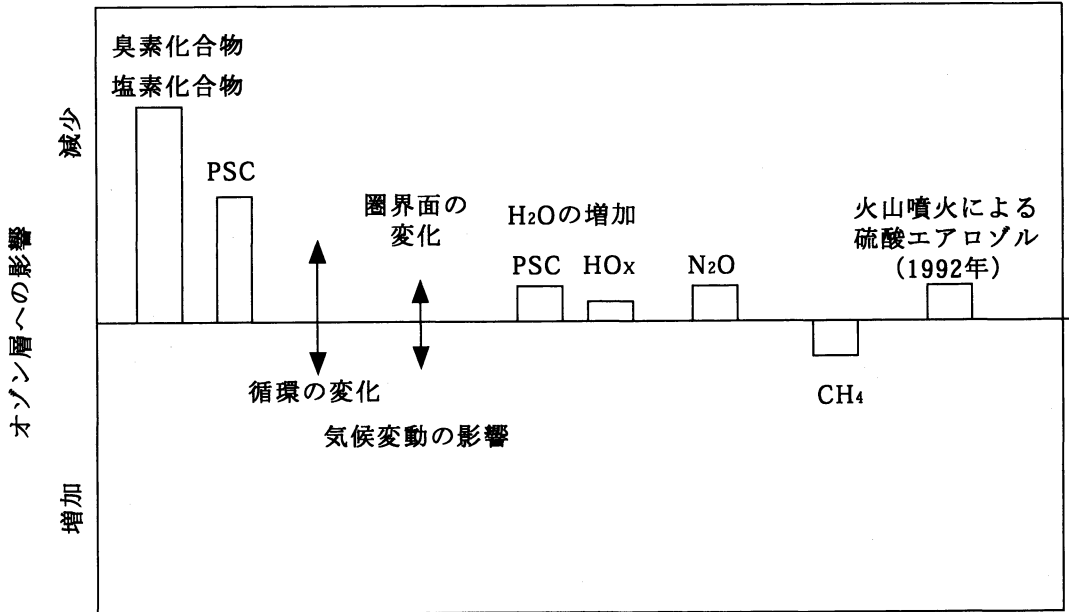 臭素化合物
塩素化合物
PSC
圏界面の
変化
H₂Oの増加
PSC
HOx
N₂O
火山噴火による
硫酸エアロゾル
(1992年)
循環の変化
気候変動の影響
CH₄
減少
オゾン層への影響
増加